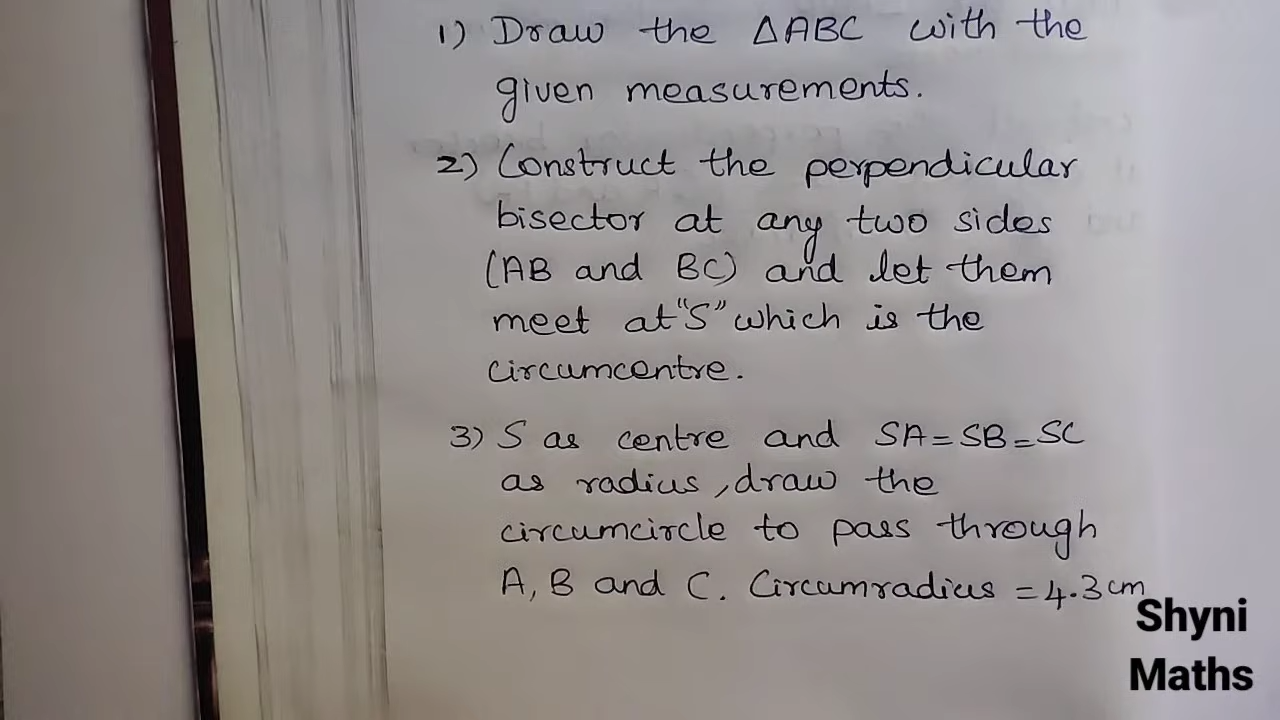 1) Draw the ΔABC with the
given measurements.
2) Construct the perpendicular
bisector at any two sides
(AB and BC) and let them
meet at "S" which is the
circumcentre.
3) S as centre and SA=SB=SC
as radius, draw the
circumcircle to pass through
A, B and C. Circumradius = 4.3cm
Shyni
Maths